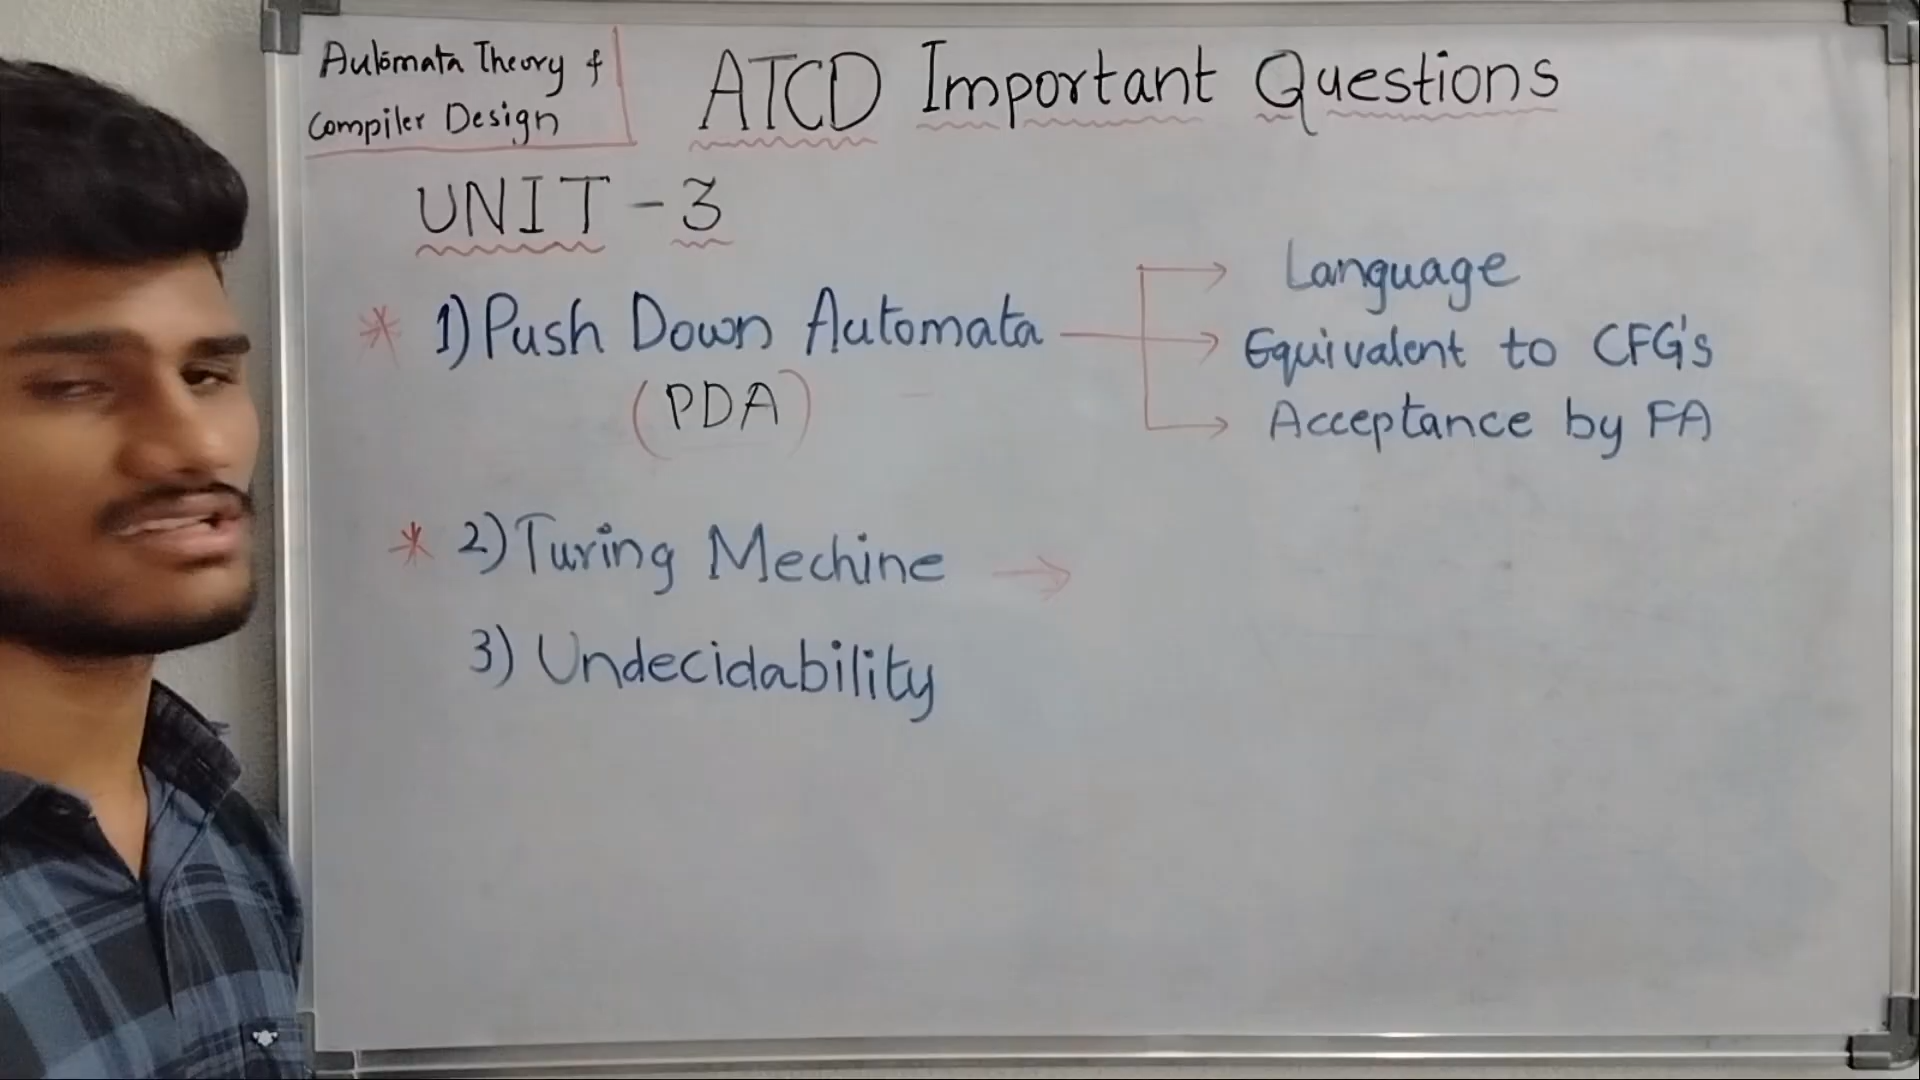 Automata Theory &
Compiler Design
ATCD Important Questions
UNIT - 3
* 1) Push Down Automata
(PDA)
Language
Equivalent to CFG's
Acceptance by FA
* 2) Turing Mechine
3) Undecidability